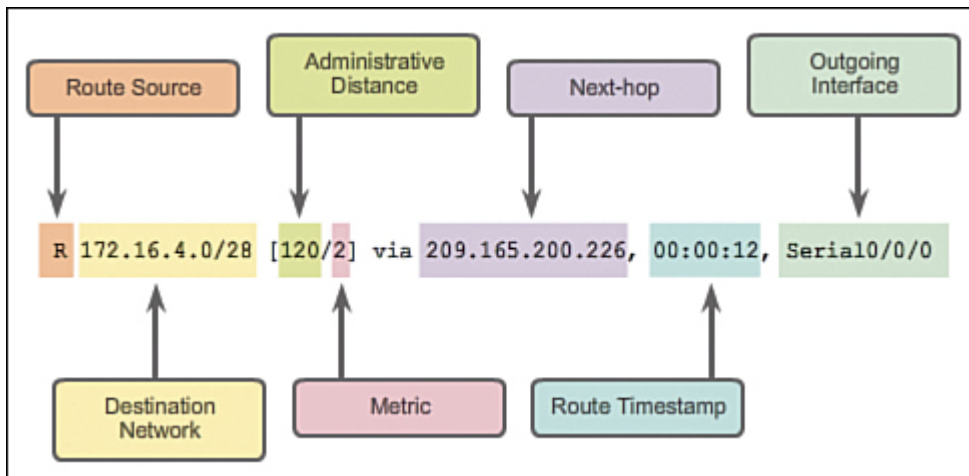 Route Source
Administrative
Distance
Next-hop
Outgoing
Interface
R 172.16.4.0/28 [120/2] via 209.165.200.226, 00:00:12, Serial0/0/0
Destination
Network
Metric
Route Timestamp